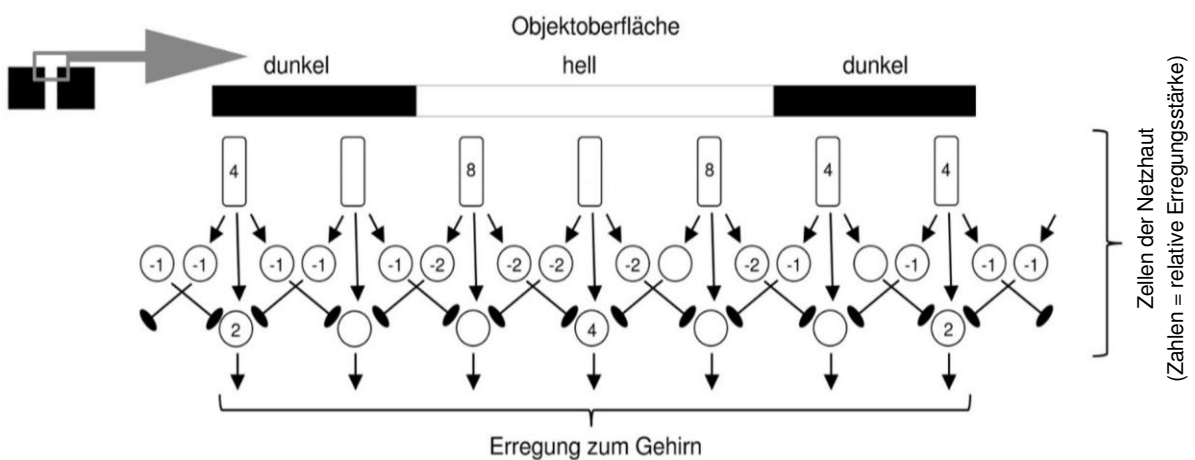 Objektoberfläche
dunkel hell dunkel
4 8 8 4 4
-1 -1 -1 -1 -1 -2 -2 -2 -2 -2 -1 -1 -1 -1
2 4 2
Erregung zum Gehirn
Zellen der Netzhaut
(Zahlen = relative Erregungsstärke)